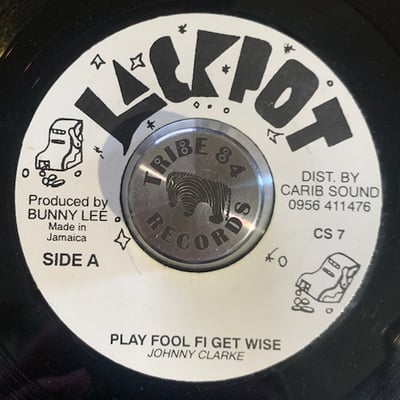 LACKPOT
SIDE A
Produced by
BUNNY LEE
Made in
Jamaica
TRIBE 84
RECORDS
DIST. BY
CARIB SOUND
0956 411476
CS 7
PLAY FOOL FI GET WISE
JOHNNY CLARKE